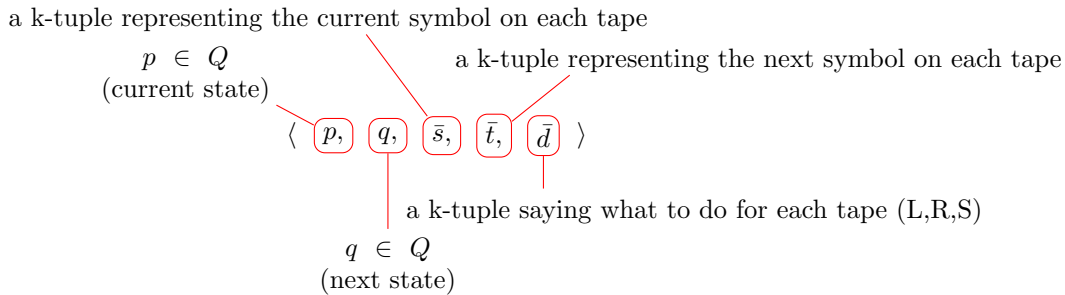 a k-tuple representing the current symbol on each tape
p ∈ Q
(current state)
a k-tuple representing the next symbol on each tape
⟨ p, q, s̄, t̄, d̄ ⟩
a k-tuple saying what to do for each tape (L,R,S)
q ∈ Q
(next state)